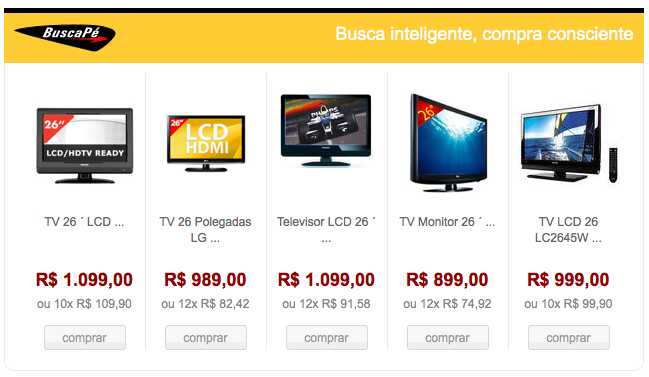 BuscaPé
Busca inteligente, compra consciente
26"
LCD/HDTV READY
TV 26 ´ LCD ...
R$ 1.099,00
ou 10x R$ 109,90
comprar
26"
LCD
HDMI
TV 26 Polegadas
LG ...
R$ 989,00
ou 12x R$ 82,42
comprar
PHILIPS
Televisor LCD 26 ´
...
R$ 1.099,00
ou 12x R$ 91,58
comprar
26"
TV Monitor 26 ´ ...
R$ 899,00
ou 12x R$ 74,92
comprar
TV LCD 26
LC2645W ...
R$ 999,00
ou 10x R$ 99,90
comprar